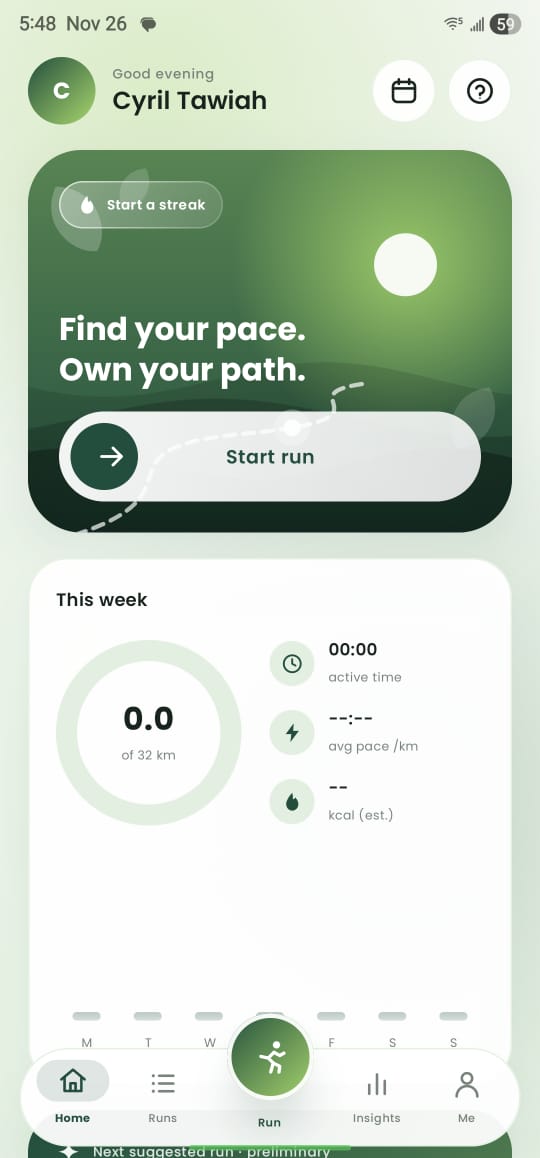 5:48 Nov 26 5 59
Good evening
C Cyril Tawiah
Start a streak
Find your pace.
Own your path.
Start run
This week
00:00
active time
0.0
of 32 km
--:--
avg pace /km
--
kcal (est.)
M T W F S S
Home Runs Run Insights Me
Next suggested run · preliminary